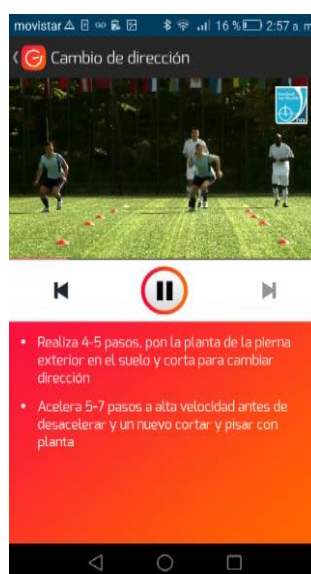 movistar 16 % 2:57 a. m
Cambio de dirección
• Realiza 4-5 pasos, pon la planta de la pierna
exterior en el suelo y corta para cambiar
dirección
• Acelera 5-7 pasos a alta velocidad antes de
desacelerar y un nuevo cortar y pisar con
planta